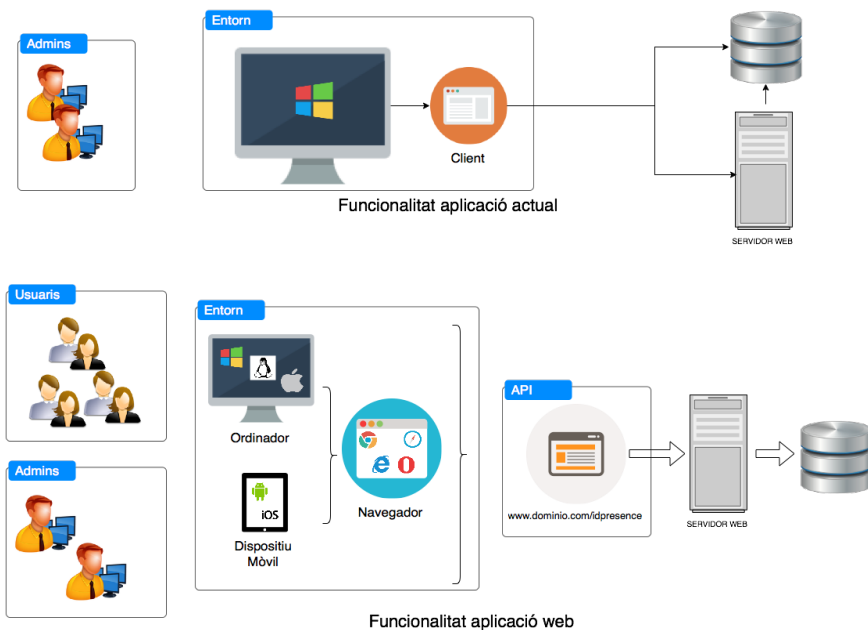 Admins
Entorn
Client
SERVIDOR WEB
Funcionalitat aplicació actual
Usuaris
Admins
Entorn
Ordinador
iOS
Dispositiu
Mòvil
Navegador
API
www.dominio.com/idpresence
SERVIDOR WEB
Funcionalitat aplicació web